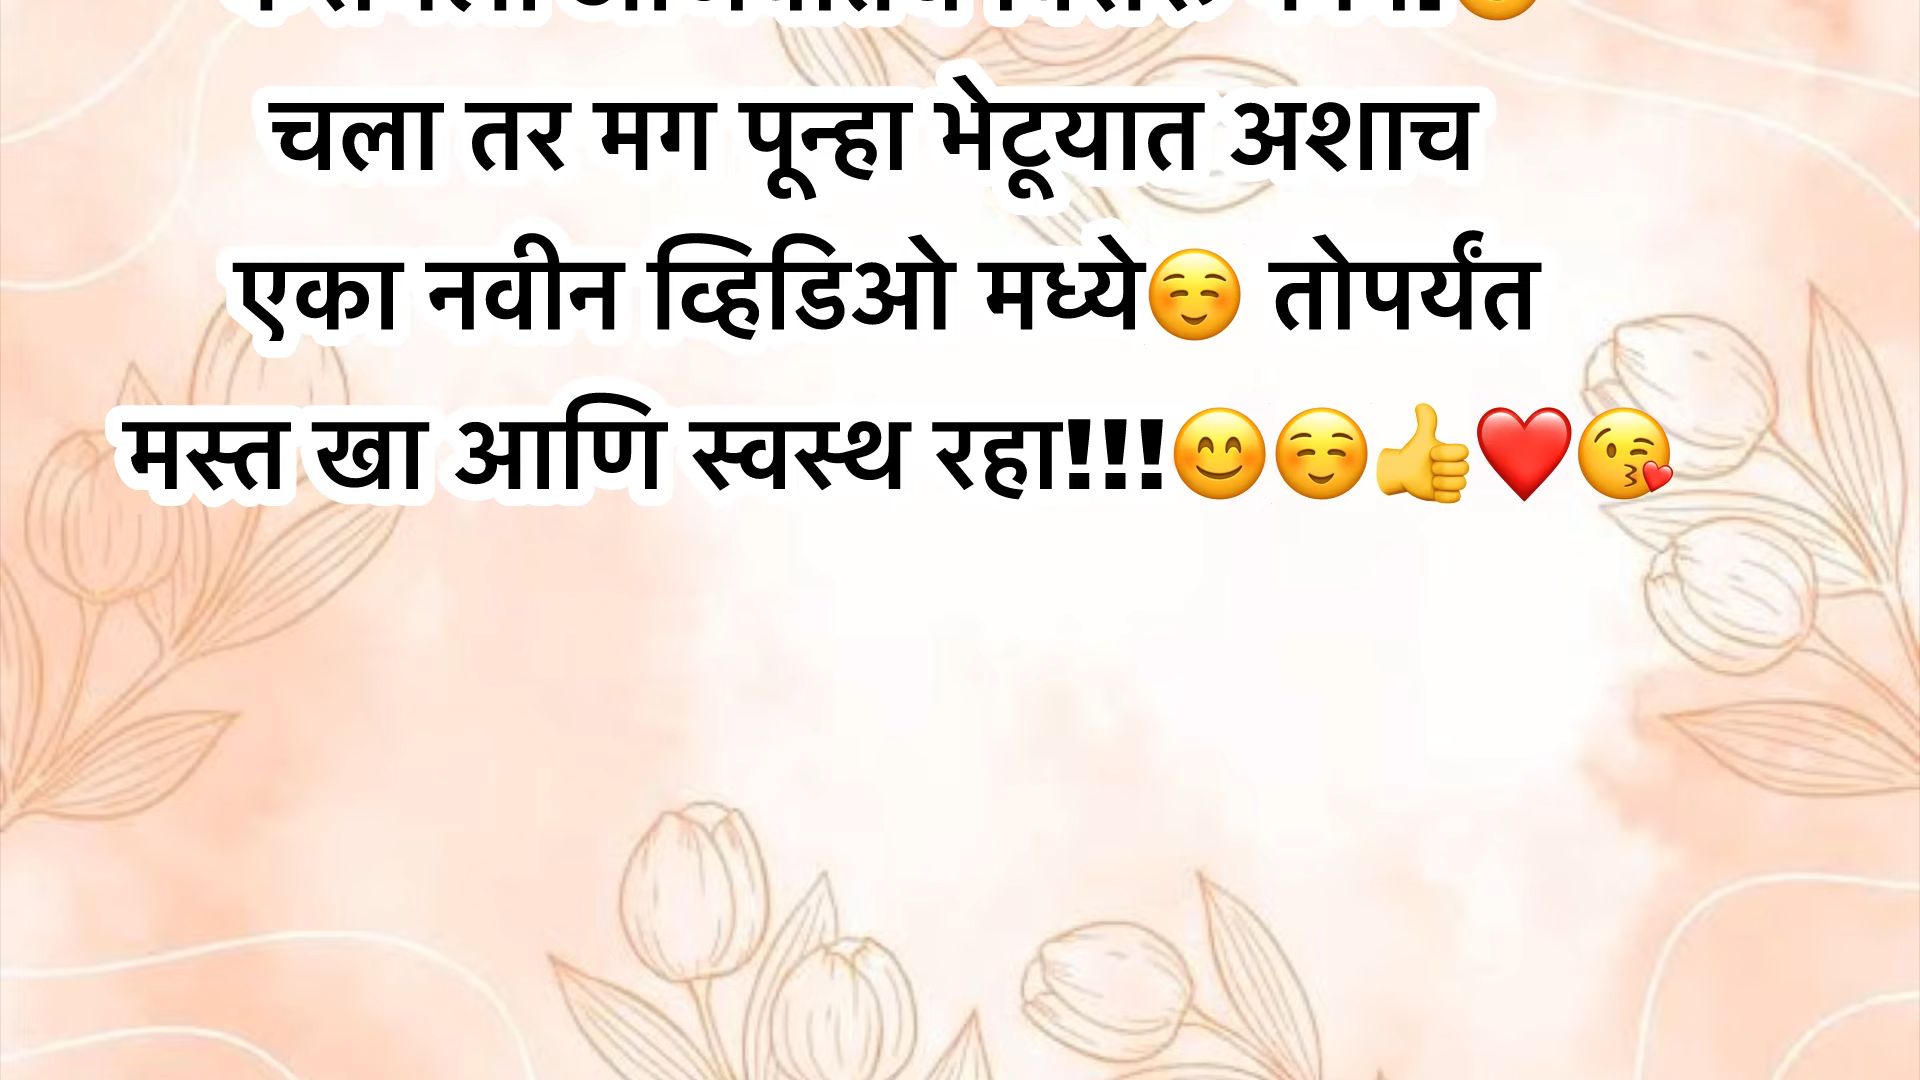 चला तर मग पून्हा भेटूयात अशाच
एका नवीन व्हिडिओ मध्ये☺️ तोपर्यंत
मस्त खा आणि स्वस्थ रहा!!!😊☺️👍❤️😘